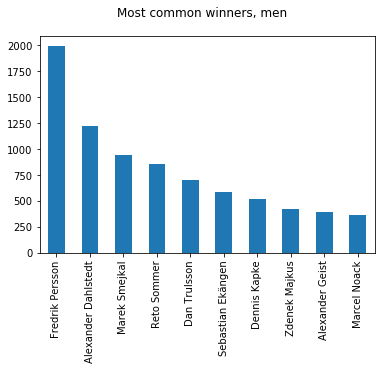 Most common winners, men
2000
1750
1500
1250
1000
750
500
250
0
Fredrik Persson
Alexander Dahlstedt
Marek Smejkal
Reto Sommer
Dan Trulsson
Sebastian Ekängen
Dennis Kapke
Zdenek Majkus
Alexander Geist
Marcel Noack